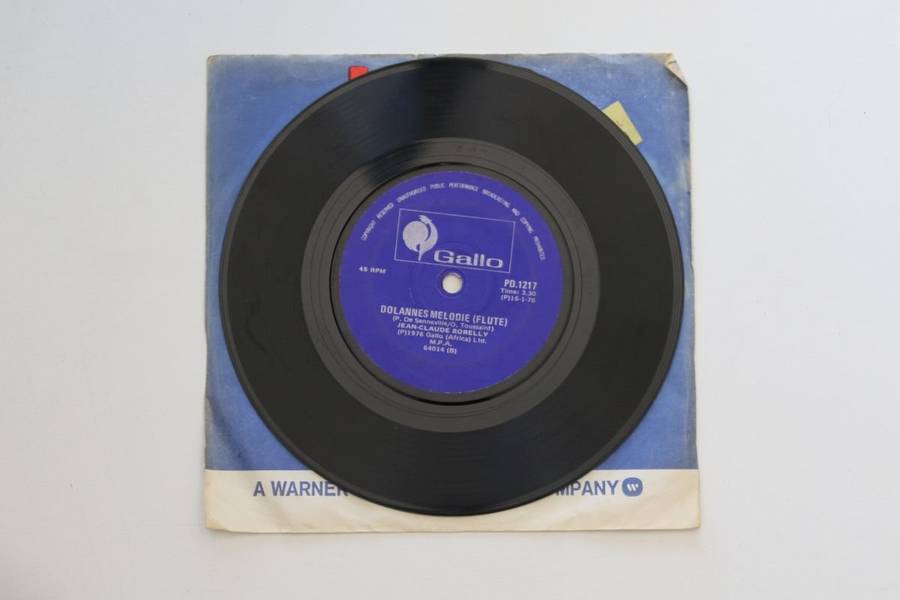 COPYRIGHT RESERVED UNAUTHORISED PUBLIC PERFORMANCE BROADCASTING AND COPYING PROHIBITED
Gallo
45 RPM
PD.1217
Time: 3.30
(P)16-1-76
DOLANNES MELODIE (FLUTE)
(P. De Senneville/O. Toussaint)
JEAN-CLAUDE BORELLY
(P)1976 Gallo (Africa) Ltd.
M.P.A.
64014 (B)
A WARNER MPANY